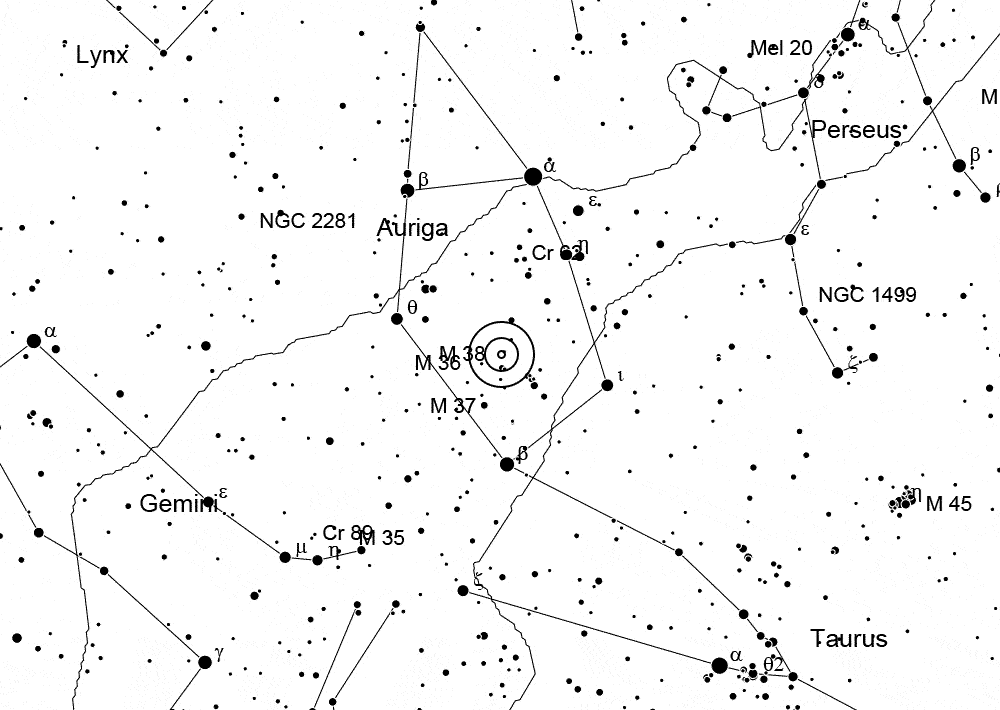 Lynx
Mel 20
α
δ
M
Perseus
α
β
β
ε
NGC 2281
Auriga
ε
Cr 62
η
NGC 1499
θ
α
M 38
M 36
ζ
ι
M 37
β
ε
Gemini
η
M 45
Cr 89
M 35
μ
η
ζ
Taurus
γ
α
θ2